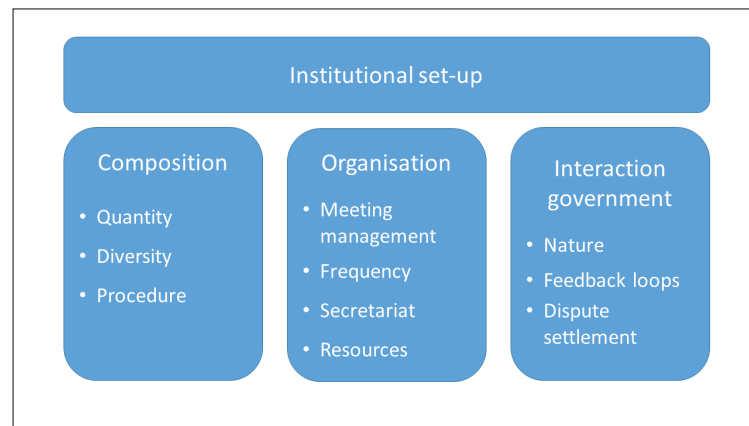 Institutional set-up
Composition
• Quantity
• Diversity
• Procedure
Organisation
• Meeting
management
• Frequency
• Secretariat
• Resources
Interaction
government
• Nature
• Feedback loops
• Dispute
settlement